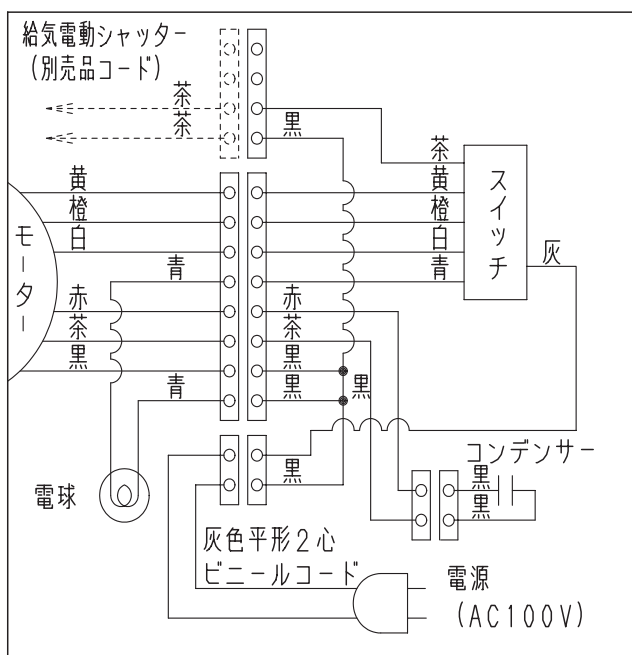 給気電動シャッター
(別売品コード)
茶
茶
黒
茶
黄
黄
橙
橙
白
白
青
青
スイッチ
灰
モーター
赤
赤
茶
茶
黒
黒
青
黒
黒
黒
コンデンサー
黒
黒
電球
灰色平形2心
ビニールコード
電源
(AC100V)